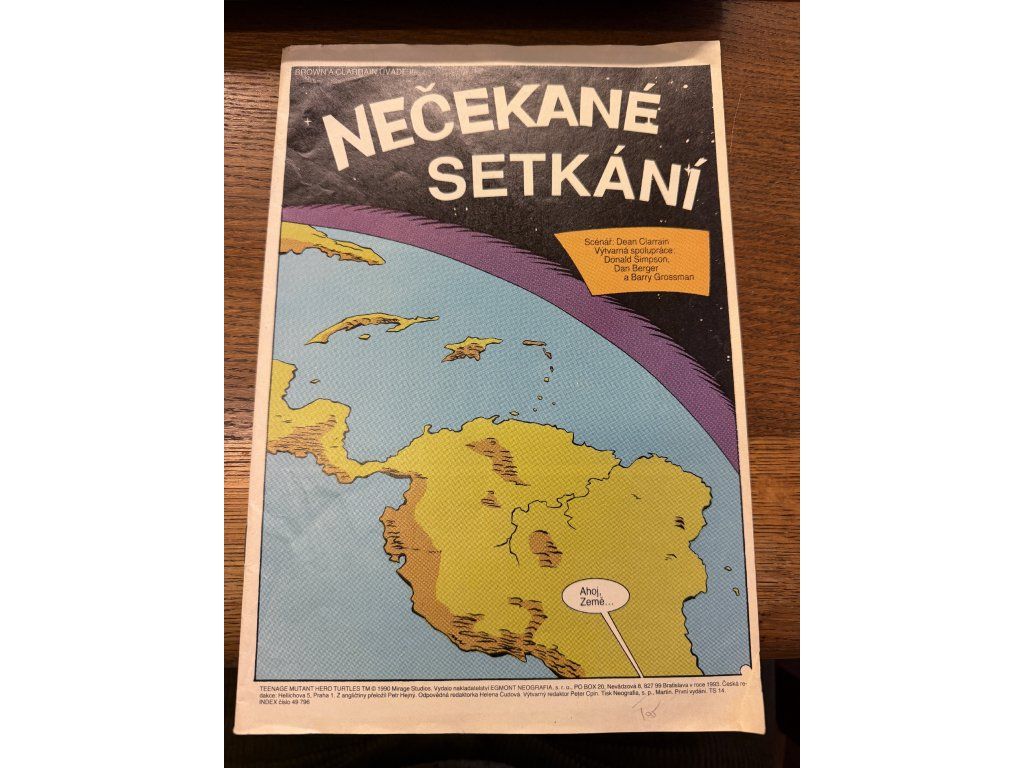 BROWN A CLARRAIN UVÁDĚJÍ
NEČEKANÉ
SETKÁNÍ
Scénář: Dean Clarrain
Výtvarná spolupráce:
Donald Simpson,
Dan Berger
a Barry Grossman
Ahoj,
Země...
TEENAGE MUTANT HERO TURTLES TM © 1990 Mirage Studios. Vydalo nakladatelství EGMONT NEOGRAFIA, s. r. o., PO BOX 20, Nevädzová 8, 827 99 Bratislava v roce 1993. Česká re-
dakce: Hellichova 5, Praha 1. Z angličtiny přeložil Petr Hejný. Odpovědná redaktorka Helena Čudová. Výtvarný redaktor Peter Cpin. Tisk Neografia, s. p., Martin. První vydání. TS 14.
INDEX číslo 49 796